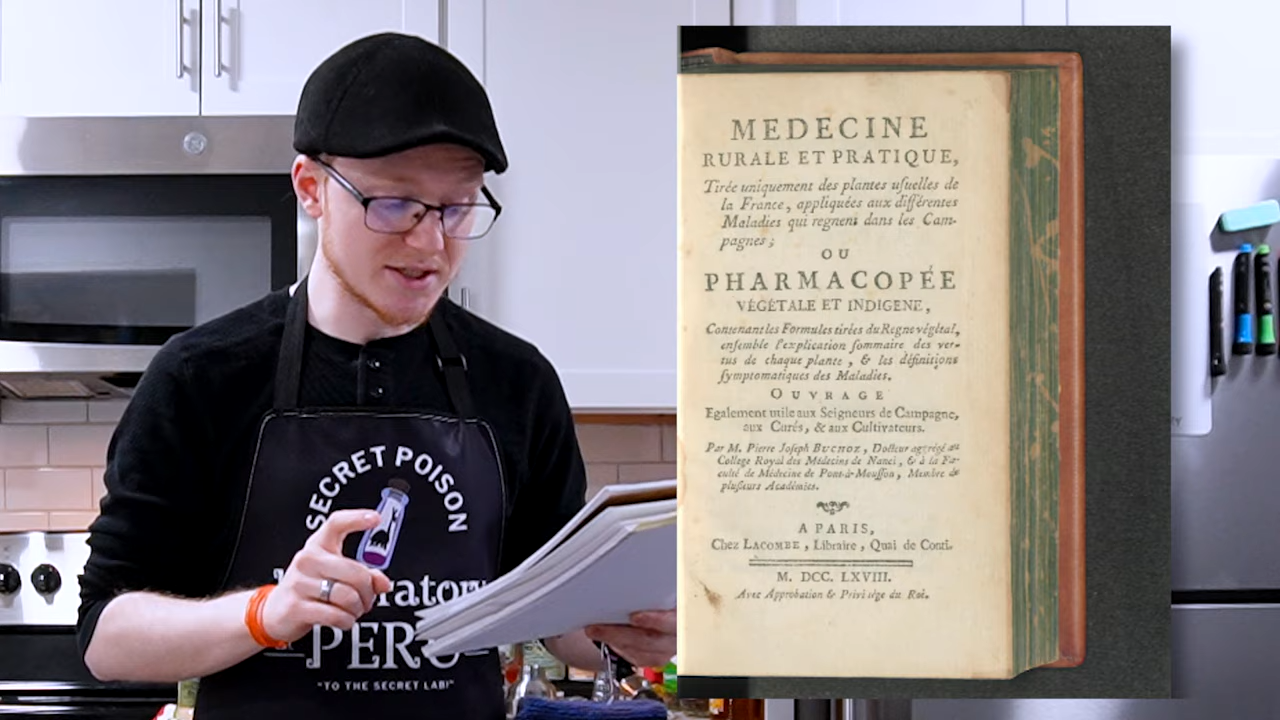 SECRET POISON
PERU
"TO THE SECRET LAB!"
MEDECINE
RURALE ET PRATIQUE,
Tirée uniquement des plantes uſuelles de
la France, appliquées aux différentes
Maladies qui regnent dans les Cam-
pagnes;
OU
PHARMACOPÉE
VÉGÉTALE ET INDIGENE,
Contenant les Formules tirées du Regne végétal,
enſemble l'explication ſommaire des ver-
tus de chaque plante, & les définitions
ſymptomatiques des Maladies.
OUVRAGE
Egalement utile aux Seigneurs de Campagne,
aux Curés, & aux Cultivateurs.
Par M. Pierre Joſeph BUCHOZ, Docteur aggrégé au
College Royal des Médecins de Nanci, & à la Fa-
culté de Médecine de Pont-à-Mouſſon, Membre de
pluſieurs Académies.
A PARIS,
Chez LACOMBE, Libraire, Quai de Conti.
M. DCC. LXVIII.
Avec Approbation & Privilége du Roi.